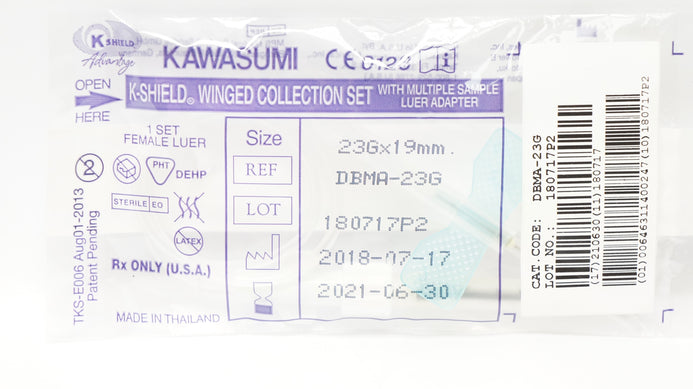 K SHIELD
Advantage
KAWASUMI
CE 0123
OPEN
HERE
K-SHIELD® WINGED COLLECTION SET WITH MULTIPLE SAMPLE
LUER ADAPTER
1 SET
FEMALE LUER
2
PHT
DEHP
STERILE EO
LATEX
Rx ONLY (U.S.A.)
MADE IN THAILAND
TKS-E006 Aug01-2013
Patent Pending
Size
23G×19mm.
REF
DBMA-23G
LOT
180717P2
2018-07-17
2021-06-30
CAT.CODE: DBMA-23G
LOT NO.: 180717P2
(17)210630(11)180717
(01)00646311400247(10)180717P2